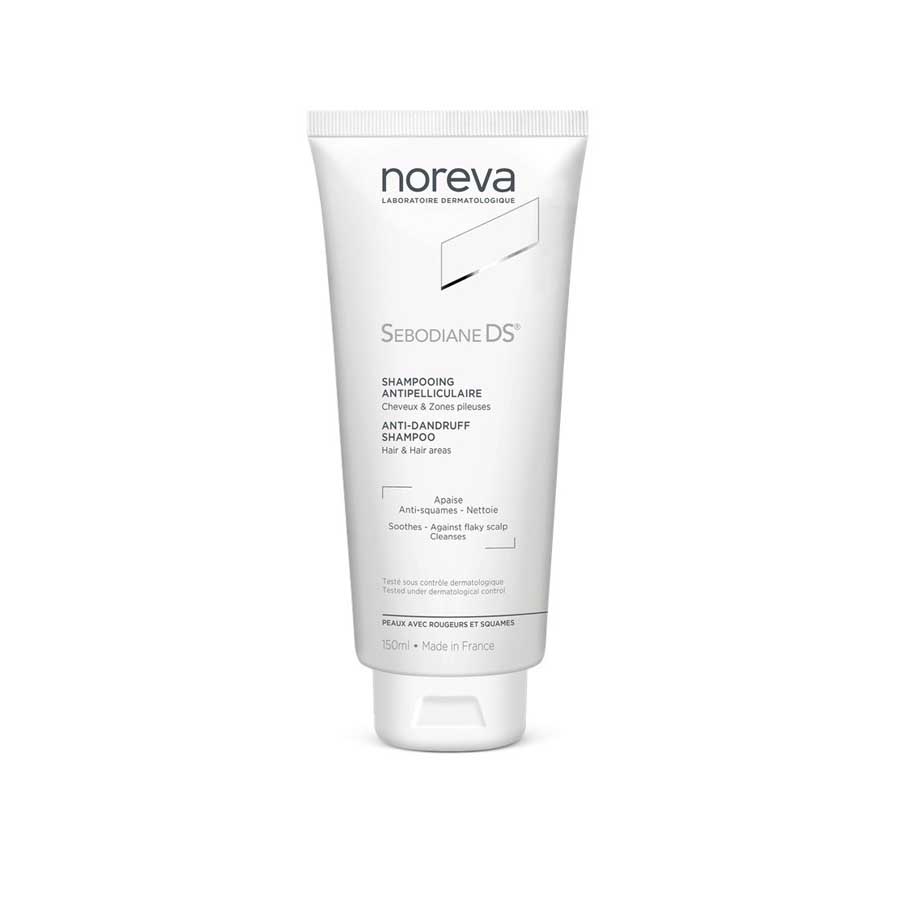 noreva
LABORATOIRE DERMATOLOGIQUE
SEBODIANE DS®
SHAMPOOING
ANTIPELLICULAIRE
Cheveux & Zones pileuses
ANTI-DANDRUFF
SHAMPOO
Hair & Hair areas
Apaise
Anti-squames - Nettoie
Soothes - Against flaky scalp
Cleanses
Testé sous contrôle dermatologique
Tested under dermatological control
PEAUX AVEC ROUGEURS ET SQUAMES
150ml • Made in France